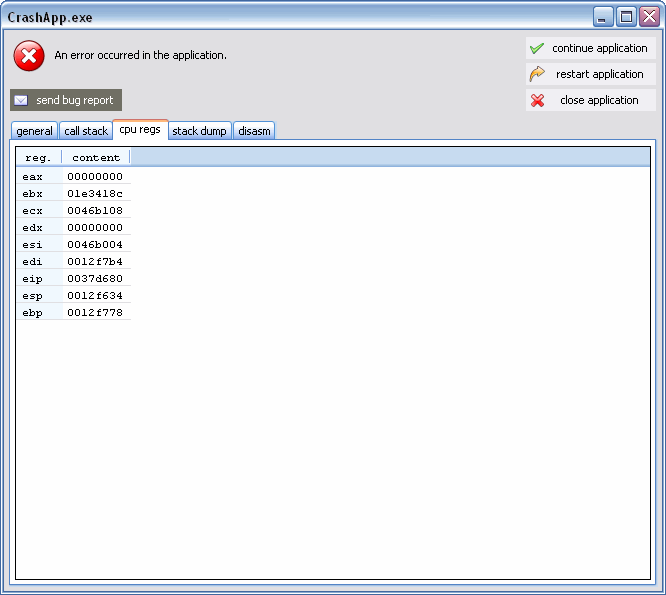 CrashApp.exe
An error occurred in the application.
continue application
restart application
close application
send bug report
general call stack cpu regs stack dump disasm
reg. content
eax 00000000
ebx 01e3418c
ecx 0046b108
edx 00000000
esi 0046b004
edi 0012f7b4
eip 0037d680
esp 0012f634
ebp 0012f778